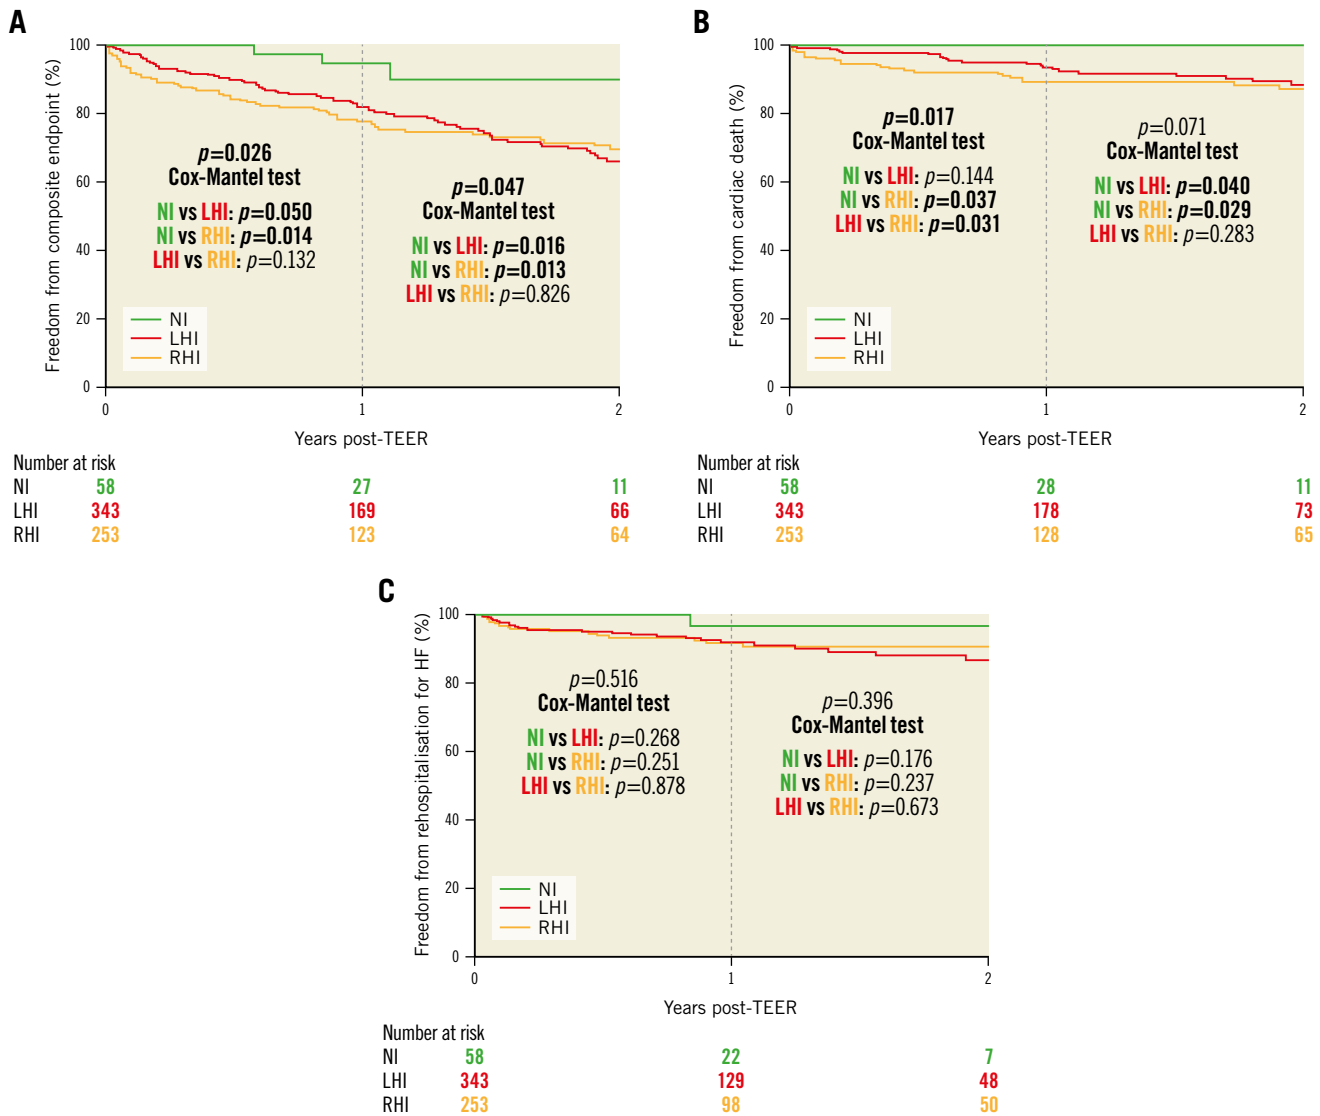 A
Freedom from composite endpoint (%)
100
80
60
40
20
0
p=0.026
Cox-Mantel test
NI vs LHI: p=0.050
NI vs RHI: p=0.014
LHI vs RHI: p=0.132
p=0.047
Cox-Mantel test
NI vs LHI: p=0.016
NI vs RHI: p=0.013
LHI vs RHI: p=0.826
NI
LHI
RHI
0 1 2
Years post-TEER
Number at risk
NI 58 27 11
LHI 343 169 66
RHI 253 123 64
B
Freedom from cardiac death (%)
100
80
60
40
20
0
p=0.017
Cox-Mantel test
NI vs LHI: p=0.144
NI vs RHI: p=0.037
LHI vs RHI: p=0.031
p=0.071
Cox-Mantel test
NI vs LHI: p=0.040
NI vs RHI: p=0.029
LHI vs RHI: p=0.283
NI
LHI
RHI
0 1 2
Years post-TEER
Number at risk
NI 58 28 11
LHI 343 178 73
RHI 253 128 65
C
Freedom from rehospitalisation for HF (%)
100
80
60
40
20
0
p=0.516
Cox-Mantel test
NI vs LHI: p=0.268
NI vs RHI: p=0.251
LHI vs RHI: p=0.878
p=0.396
Cox-Mantel test
NI vs LHI: p=0.176
NI vs RHI: p=0.237
LHI vs RHI: p=0.673
NI
LHI
RHI
0 1 2
Years post-TEER
Number at risk
NI 58 22 7
LHI 343 129 48
RHI 253 98 50